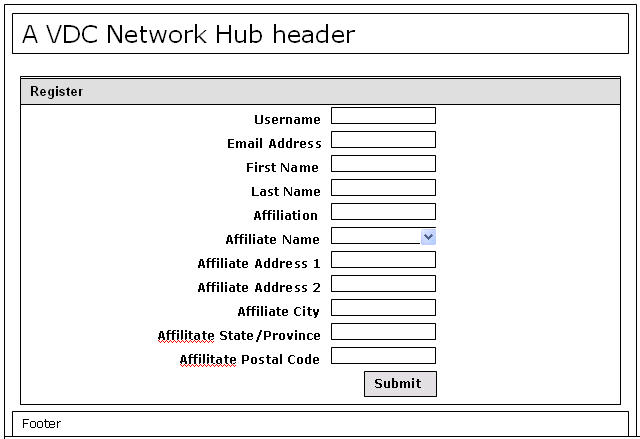 A VDC Network Hub header
Register
Username
Email Address
First Name
Last Name
Affiliation
Affiliate Name
Affiliate Address 1
Affiliate Address 2
Affiliate City
Affilitate State/Province
Affilitate Postal Code
Submit
Footer